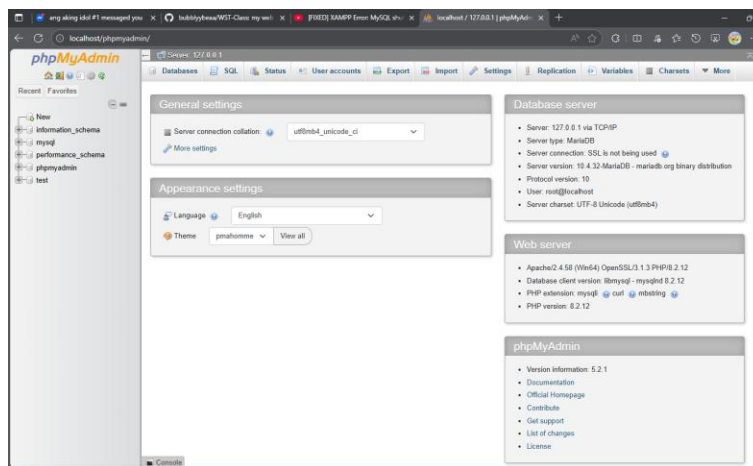 ang aking idol #1 messaged you
bubblybeea/WST-Class: my web
[FIXED] XAMPP Error: MySQL shut
localhost / 127.0.0.1 | phpMyAdmin
localhost/phpmyadmin/
phpMyAdmin
Recent Favorites
New
information_schema
mysql
performance_schema
phpmyadmin
test
Server: 127.0.0.1
Databases SQL Status User accounts Export Import Settings Replication Variables Charsets More
General settings
Server connection collation: utf8mb4_unicode_ci
More settings
Appearance settings
Language English
Theme pmahomme View all
Database server
Server: 127.0.0.1 via TCP/IP
Server type: MariaDB
Server connection: SSL is not being used
Server version: 10.4.32-MariaDB - mariadb.org binary distribution
Protocol version: 10
User: root@localhost
Server charset: UTF-8 Unicode (utf8mb4)
Web server
Apache/2.4.58 (Win64) OpenSSL/3.1.3 PHP/8.2.12
Database client version: libmysql - mysqlnd 8.2.12
PHP extension: mysqli curl mbstring
PHP version: 8.2.12
phpMyAdmin
Version information: 5.2.1
Documentation
Official Homepage
Contribute
Get support
List of changes
License
Console